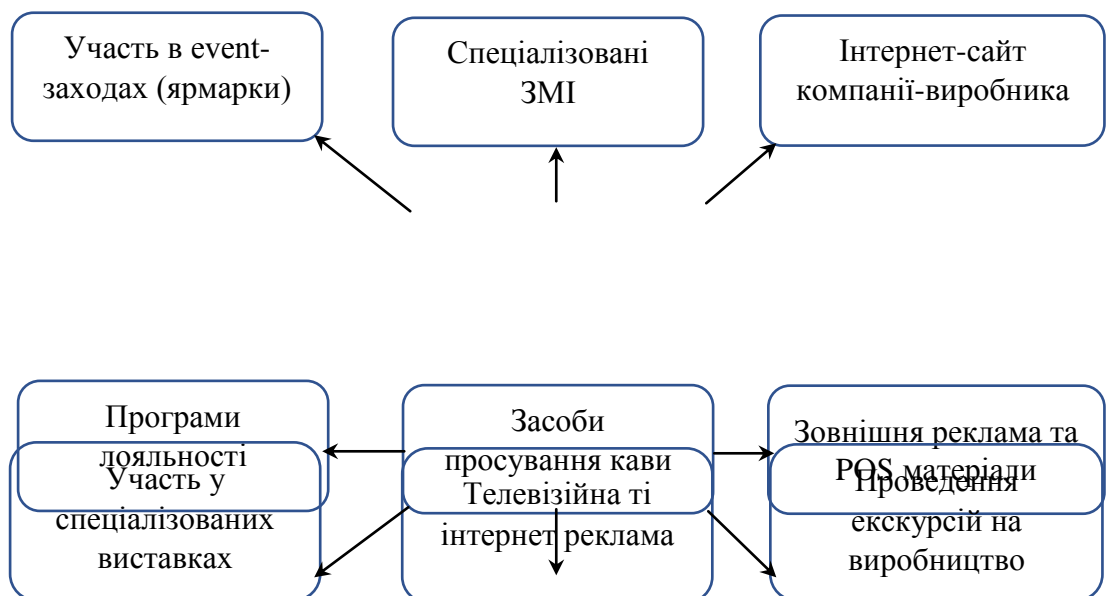 Участь в event-
заходах (ярмарки)
Спеціалізовані
ЗМІ
Інтернет-сайт
компанії-виробника
Програми
лояльності
Засоби
просування кави
Зовнішня реклама та
POS матеріали
Участь у
спеціалізованих
виставках
Телевізійна ті
інтернет реклама
Проведення
екскурсій на
виробництво